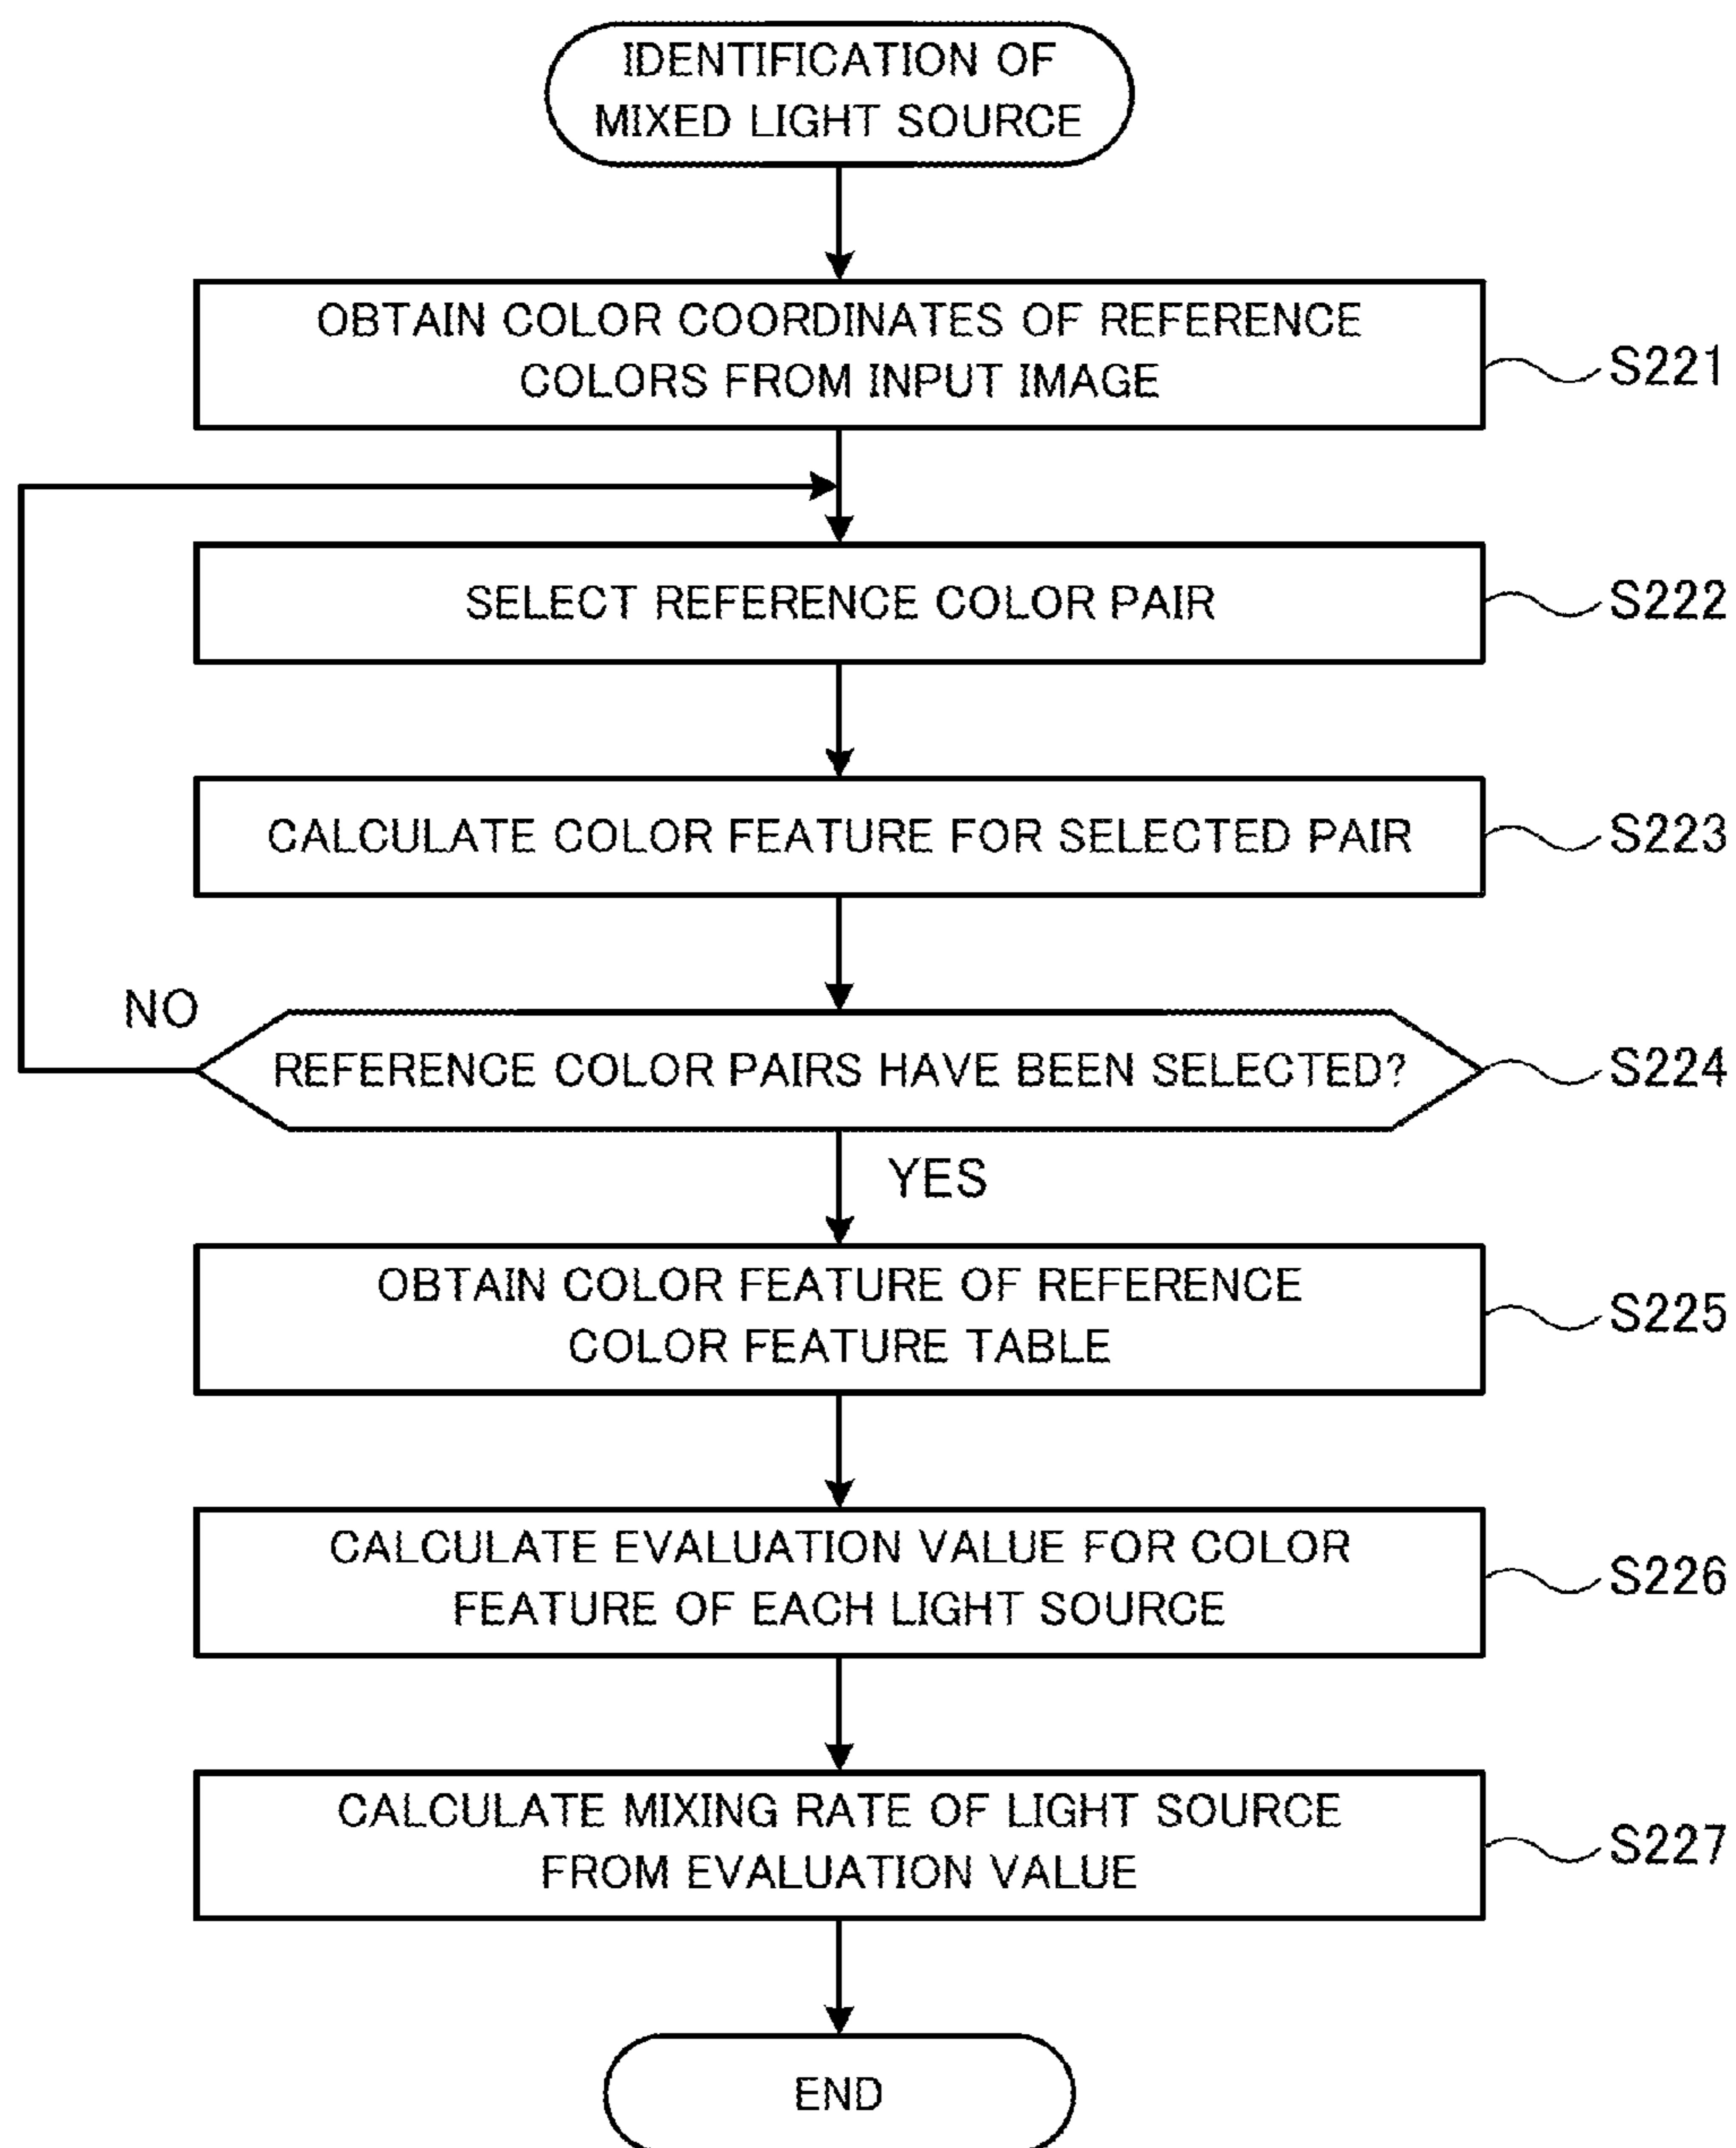 IDENTIFICATION OF
MIXED LIGHT SOURCE
OBTAIN COLOR COORDINATES OF REFERENCE
COLORS FROM INPUT IMAGE
S221
SELECT REFERENCE COLOR PAIR
S222
CALCULATE COLOR FEATURE FOR SELECTED PAIR
S223
NO
REFERENCE COLOR PAIRS HAVE BEEN SELECTED?
S224
YES
OBTAIN COLOR FEATURE OF REFERENCE
COLOR FEATURE TABLE
S225
CALCULATE EVALUATION VALUE FOR COLOR
FEATURE OF EACH LIGHT SOURCE
S226
CALCULATE MIXING RATE OF LIGHT SOURCE
FROM EVALUATION VALUE
S227
END